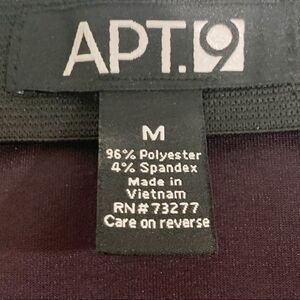 APT.9
M
96% Polyester
4% Spandex
Made in
Vietnam
RN#73277
Care on reverse